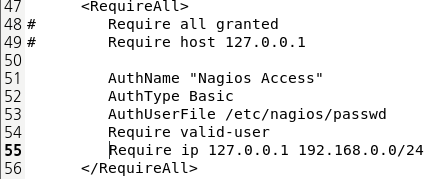 47      <RequireAll>
48 #        Require all granted
49 #        Require host 127.0.0.1
50
51         AuthName "Nagios Access"
52         AuthType Basic
53         AuthUserFile /etc/nagios/passwd
54         Require valid-user
55         Require ip 127.0.0.1 192.168.0.0/24
56      </RequireAll>